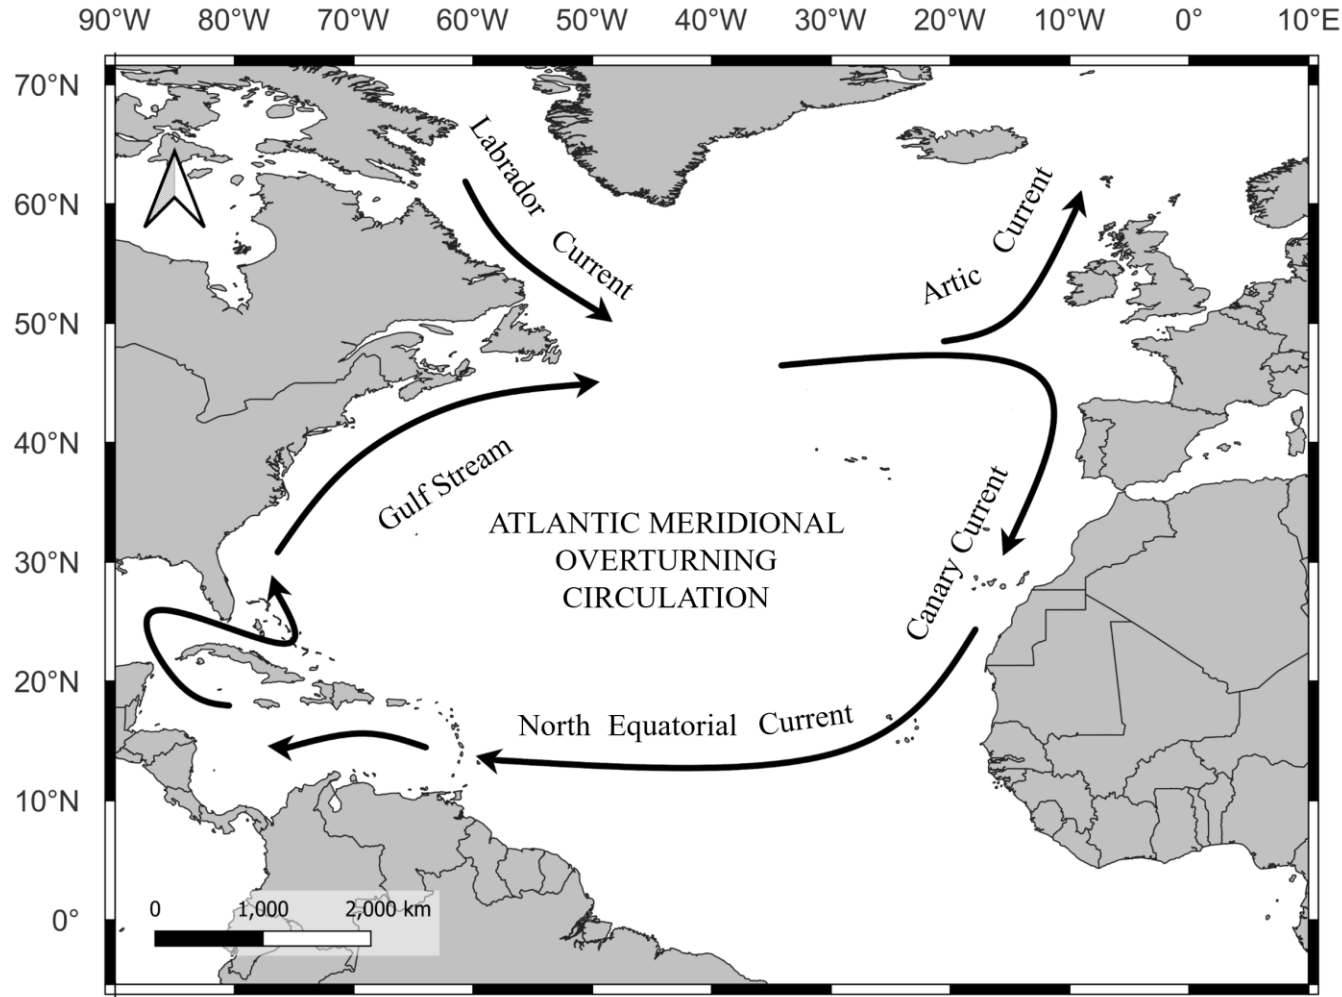 90°W 80°W 70°W 60°W 50°W 40°W 30°W 20°W 10°W 0° 10°E
70°N
60°N
50°N
40°N
30°N
20°N
10°N
0°
Labrador Current
Artic Current
Gulf Stream
ATLANTIC MERIDIONAL
OVERTURNING
CIRCULATION
Canary Current
North Equatorial Current
0 1,000 2,000 km